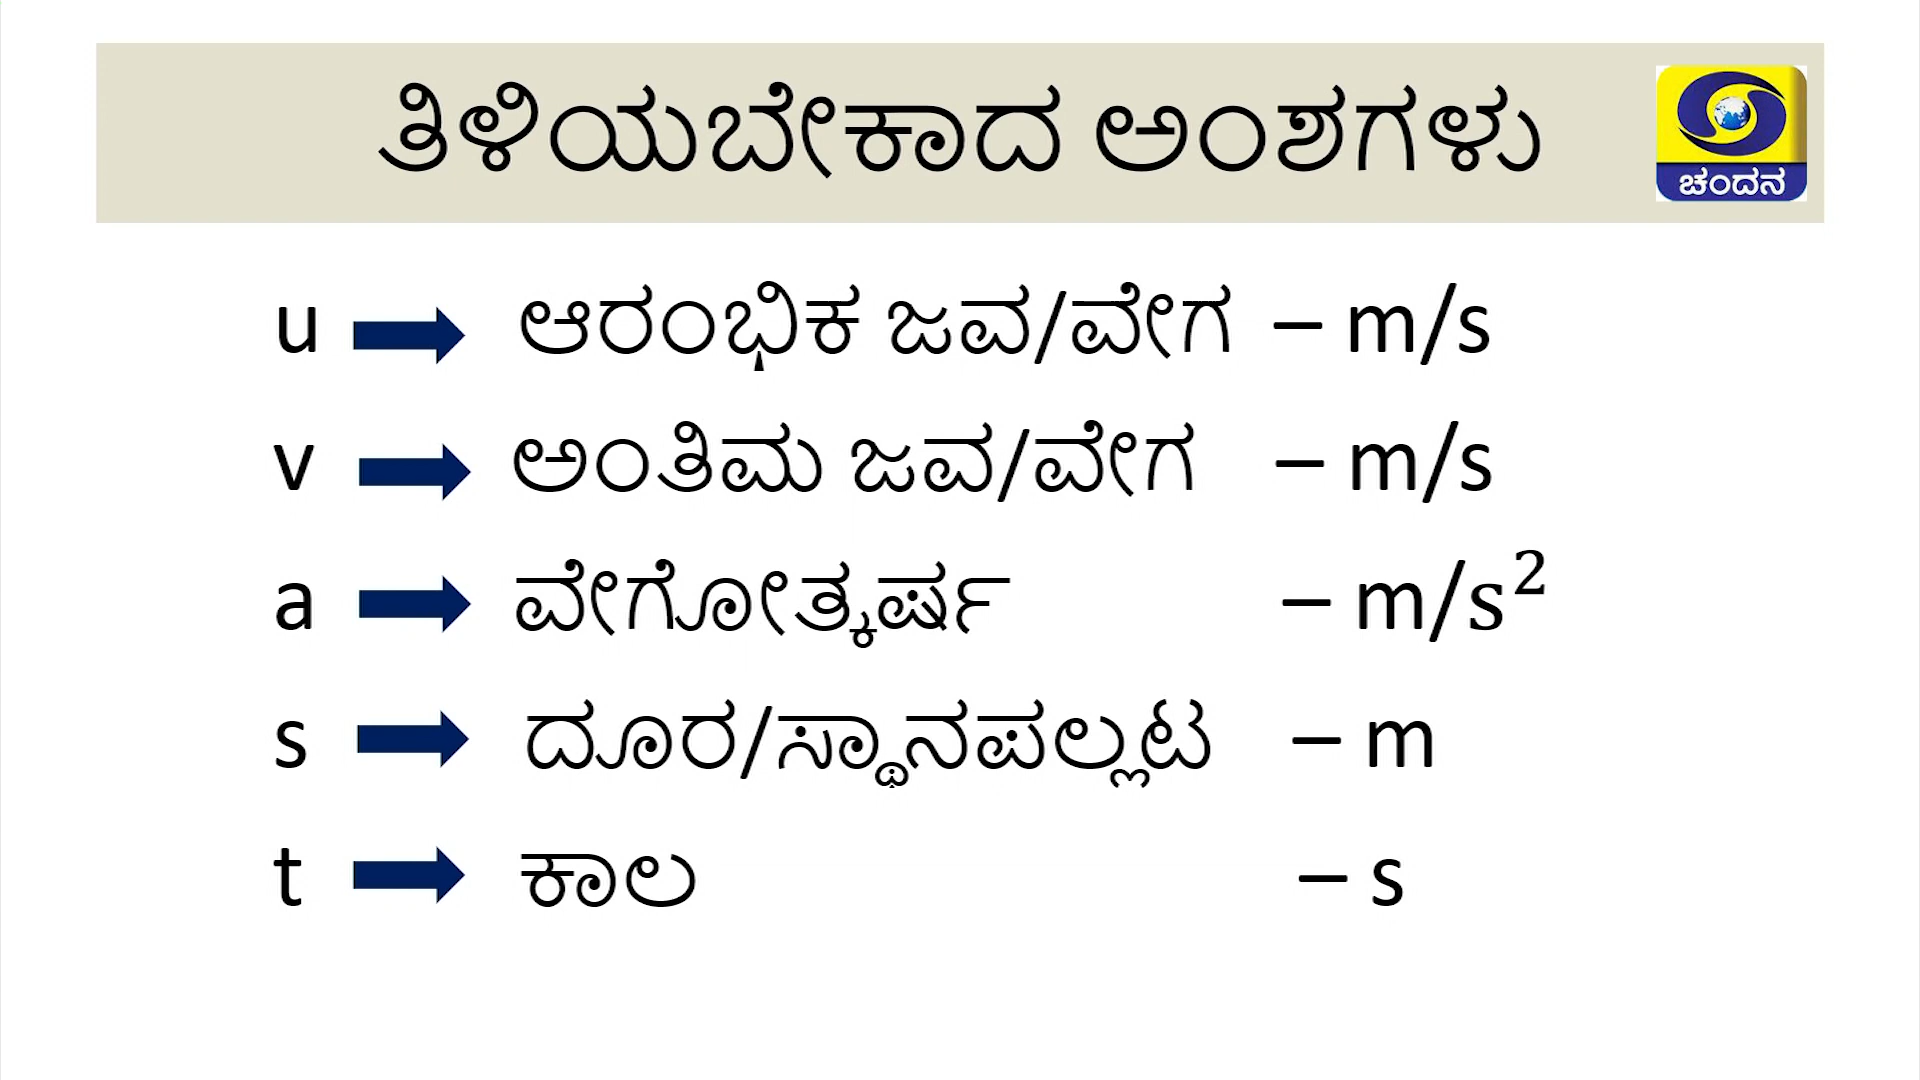 ತಿಳಿಯಬೇಕಾದ ಅಂಶಗಳು
ಚಂದನ
u ಆರಂಭಿಕ ಜವ/ವೇಗ – m/s
v ಅಂತಿಮ ಜವ/ವೇಗ – m/s
a ವೇಗೋತ್ಕರ್ಷ – m/s²
s ದೂರ/ಸ್ಥಾನಪಲ್ಲಟ – m
t ಕಾಲ – s